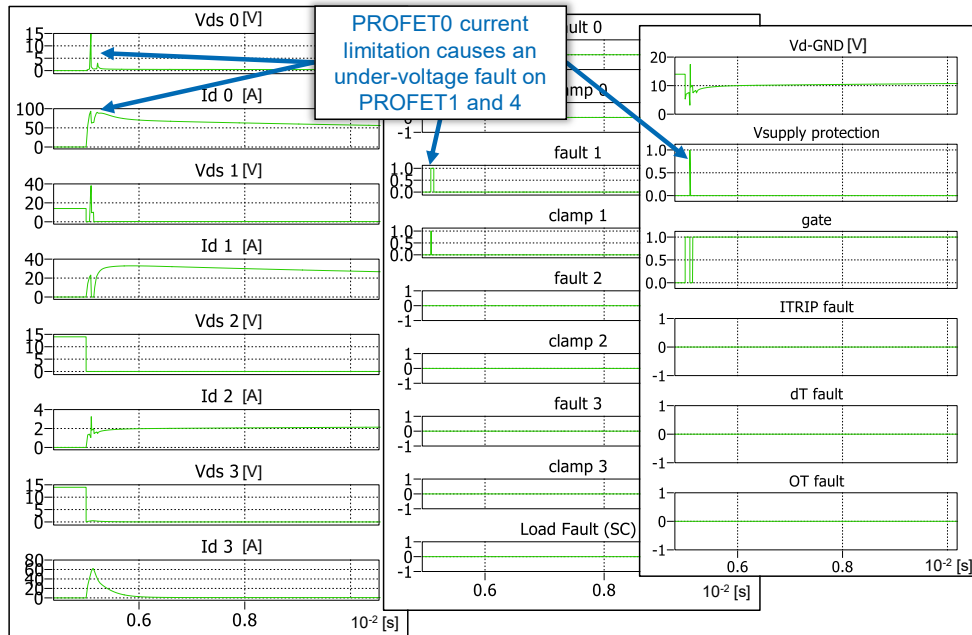 Vds 0 [V]
15
10
5
0
Id 0 [A]
100
50
0
Vds 1 [V]
40
20
0
Id 1 [A]
40
20
0
Vds 2 [V]
15
10
5
0
Id 2 [A]
4
2
0
Vds 3 [V]
15
10
5
0
Id 3 [A]
80
60
40
20
0
0.6
0.8
10⁻² [s]
PROFET0 current
limitation causes an
under-voltage fault on
PROFET1 and 4
ult 0
mp 0
-1
fault 1
1.0
0.5
0.0
clamp 1
1.0
0.5
0.0
fault 2
1
0
-1
clamp 2
1
0
-1
fault 3
1
0
-1
clamp 3
1
0
-1
Load Fault (SC)
1
0
-1
0.6
0.8
10⁻² [s]
Vd-GND [V]
20
10
0
Vsupply protection
1.0
0.5
0.0
gate
1.0
0.5
0.0
ITRIP fault
1
0
-1
dT fault
1
0
-1
OT fault
1
0
-1
0.6
0.8
10⁻² [s]